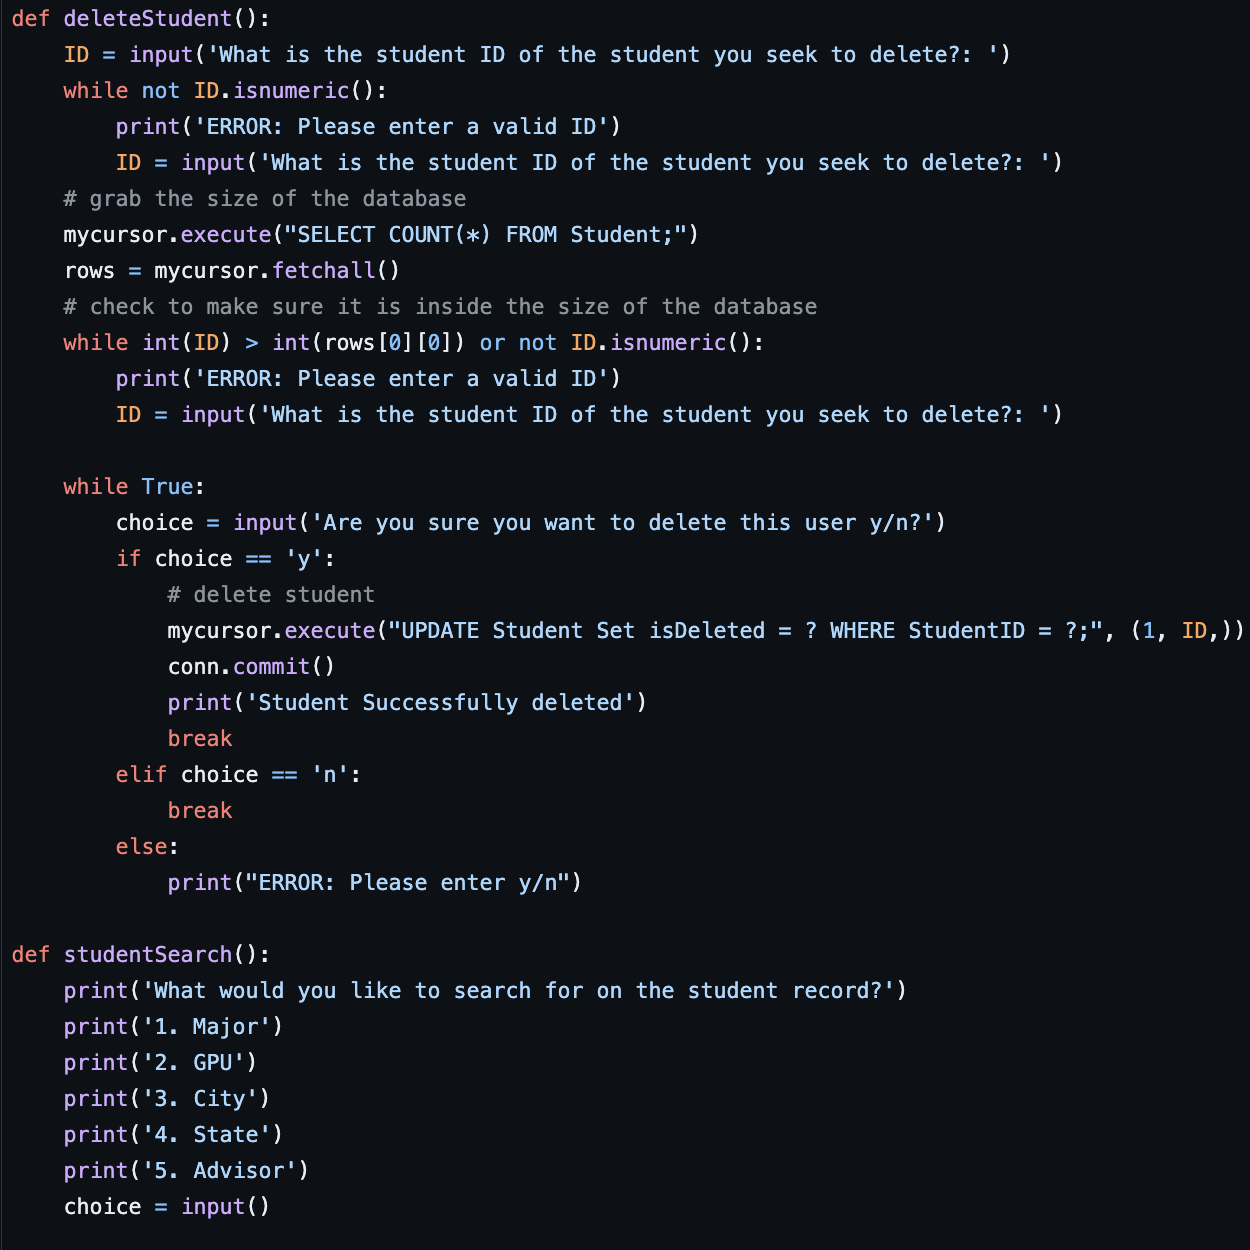 def deleteStudent():
    ID = input('What is the student ID of the student you seek to delete?: ')
    while not ID.isnumeric():
        print('ERROR: Please enter a valid ID')
        ID = input('What is the student ID of the student you seek to delete?: ')
    # grab the size of the database
    mycursor.execute("SELECT COUNT(*) FROM Student;")
    rows = mycursor.fetchall()
    # check to make sure it is inside the size of the database
    while int(ID) > int(rows[0][0]) or not ID.isnumeric():
        print('ERROR: Please enter a valid ID')
        ID = input('What is the student ID of the student you seek to delete?: ')

    while True:
        choice = input('Are you sure you want to delete this user y/n?')
        if choice == 'y':
            # delete student
            mycursor.execute("UPDATE Student Set isDeleted = ? WHERE StudentID = ?;", (1, ID,))
            conn.commit()
            print('Student Successfully deleted')
            break
        elif choice == 'n':
            break
        else:
            print("ERROR: Please enter y/n")

def studentSearch():
    print('What would you like to search for on the student record?')
    print('1. Major')
    print('2. GPU')
    print('3. City')
    print('4. State')
    print('5. Advisor')
    choice = input()